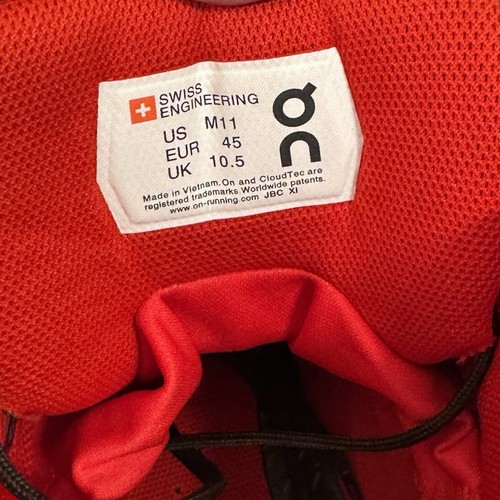 SWISS
ENGINEERING
US M11
EUR 45
UK 10.5
Made in Vietnam.On and CloudTec are
registered trademarks Worldwide patents.
www.on-running.com JBC XI
On